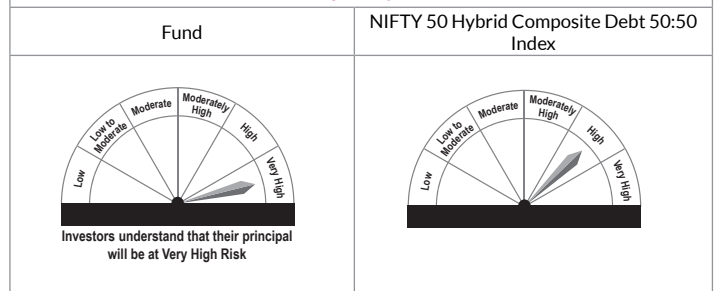 Fund
NIFTY 50 Hybrid Composite Debt 50:50
Index
Low
Low to
Moderate
Moderate
Moderately
High
High
Very High
Investors understand that their principal
will be at Very High Risk
Low
Low to
Moderate
Moderate
Moderately
High
High
Very High